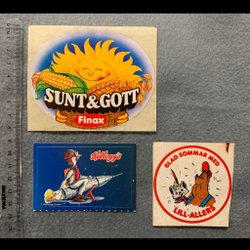 SUNT&GOTT
Finax
Kellogg's
GLAD SOMMAR MED
LILL-ALLERS